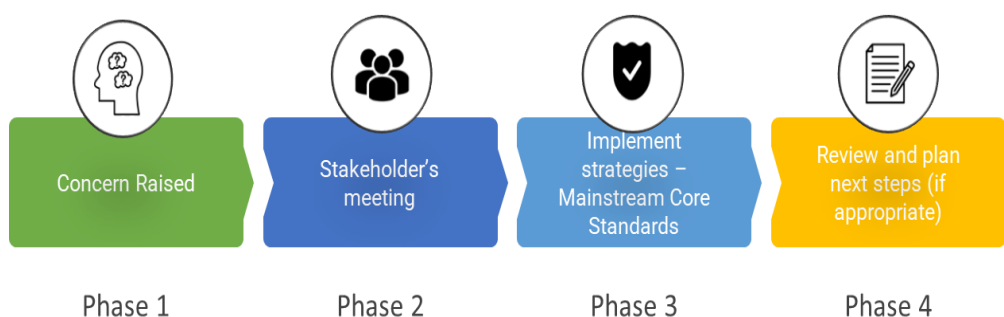 Concern Raised
Stakeholder's
meeting
Implement
strategies –
Mainstream Core
Standards
Review and plan
next steps (if
appropriate)
Phase 1
Phase 2
Phase 3
Phase 4